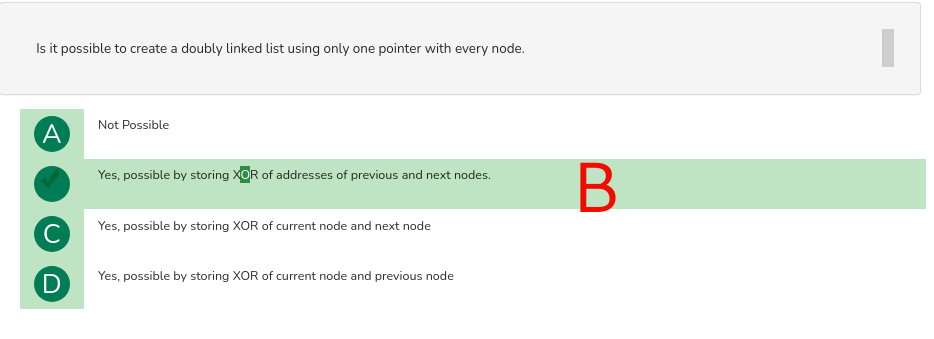 Is it possible to create a doubly linked list using only one pointer with every node.
A Not Possible
Yes, possible by storing XOR of addresses of previous and next nodes. B
C Yes, possible by storing XOR of current node and next node
D Yes, possible by storing XOR of current node and previous node